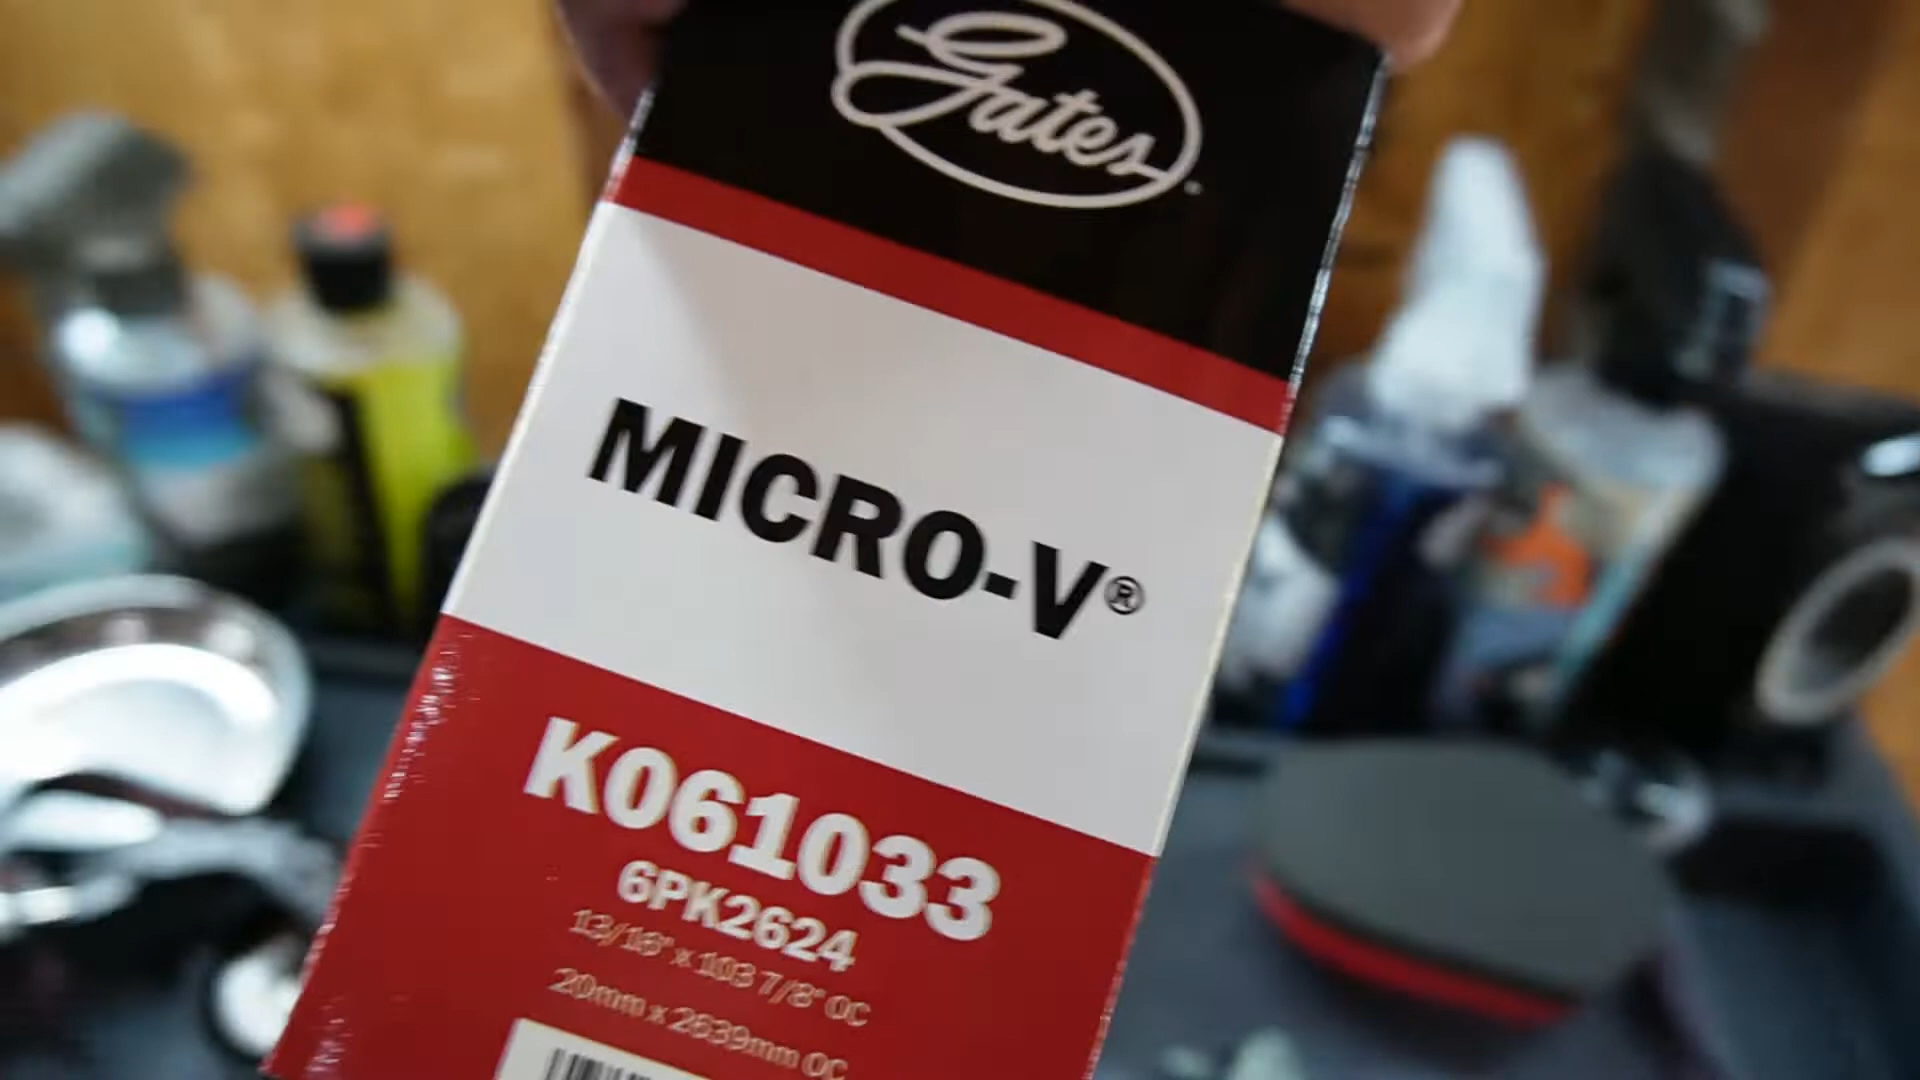 Gates
MICRO-V®
K061033
6PK2624
13/16" x 103 7/8" OC
20mm x 2639mm OC